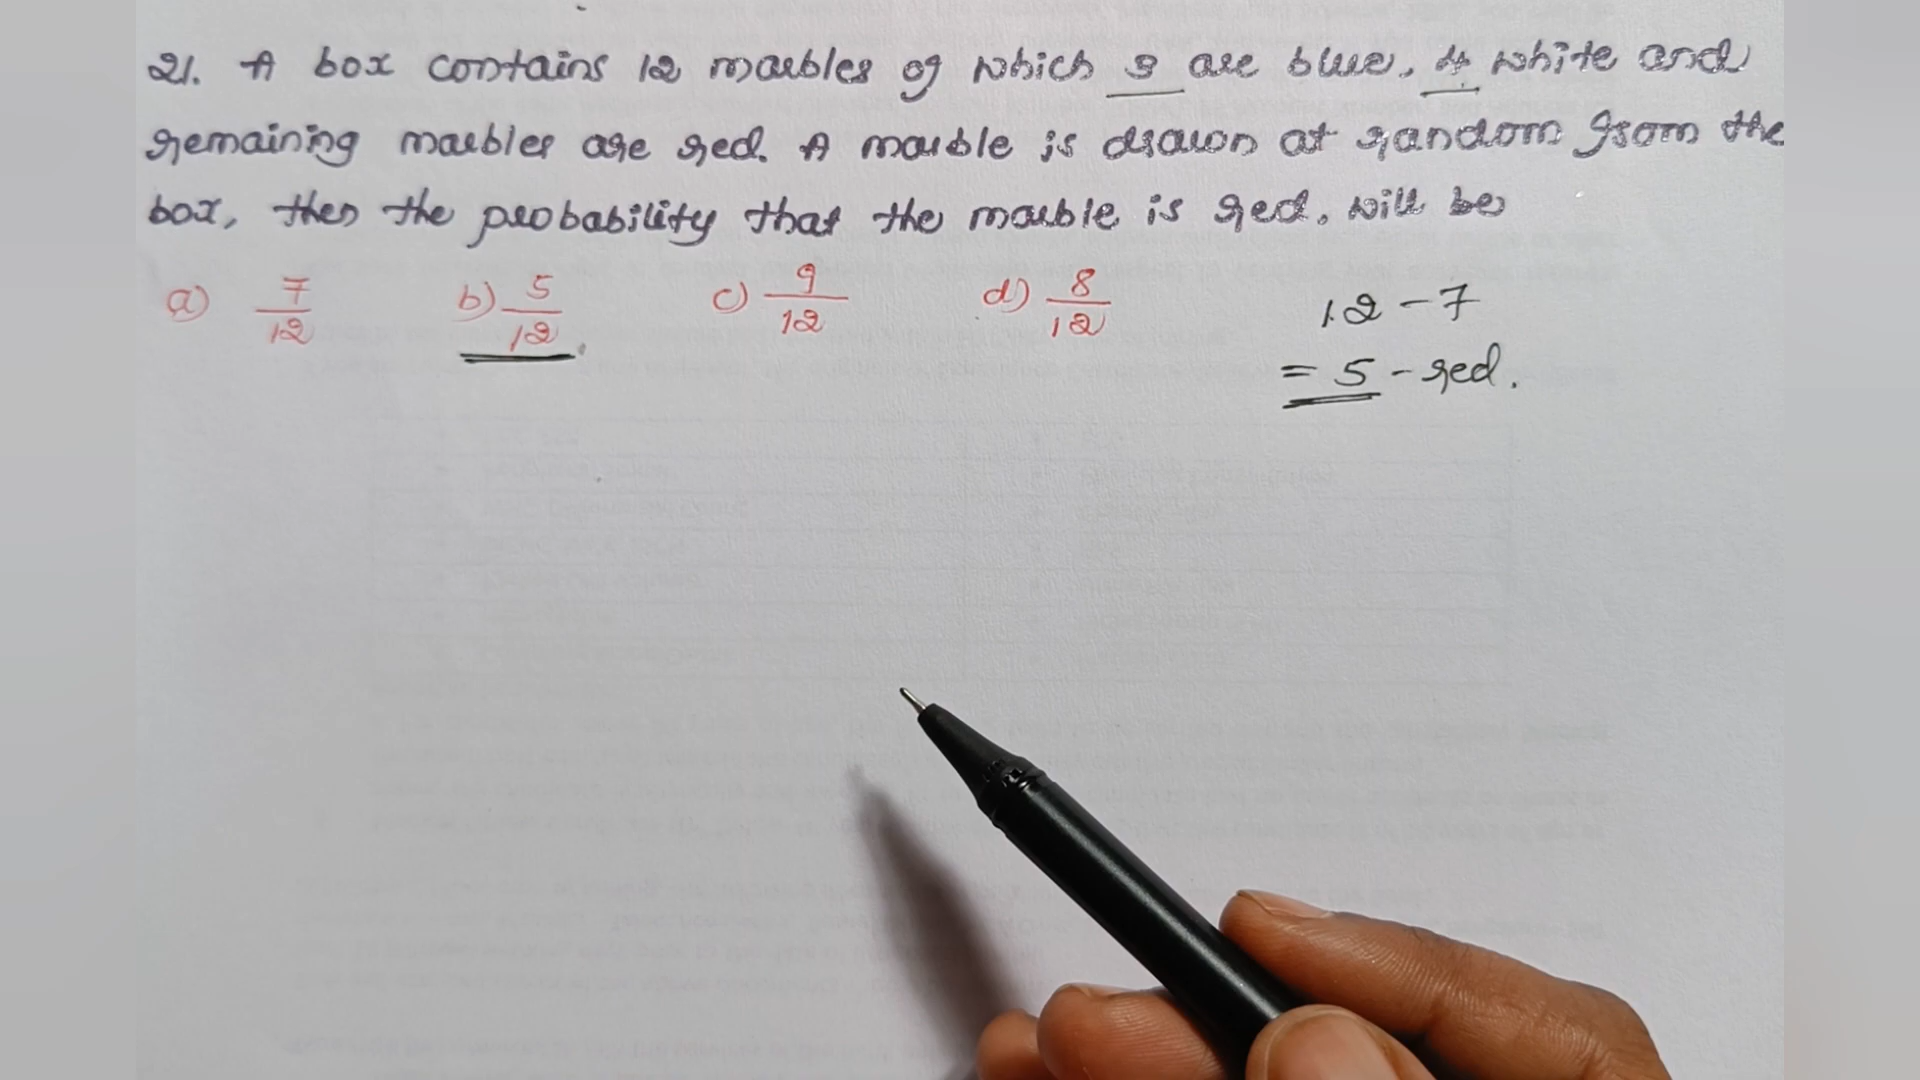 21. A box contains 12 marbles of which 3 are blue, 4 white and
remaining marbles are red. A marble is drawn at random from the
box, then the probability that the marble is red, will be
a) 7/12 b) 5/12 c) 9/12 d) 8/12
12 - 7
= 5 - red.